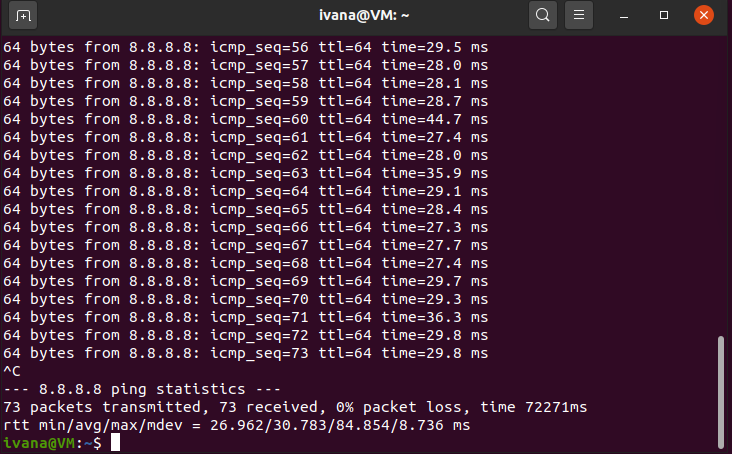 ivana@VM: ~
64 bytes from 8.8.8.8: icmp_seq=56 ttl=64 time=29.5 ms
64 bytes from 8.8.8.8: icmp_seq=57 ttl=64 time=28.0 ms
64 bytes from 8.8.8.8: icmp_seq=58 ttl=64 time=28.1 ms
64 bytes from 8.8.8.8: icmp_seq=59 ttl=64 time=28.7 ms
64 bytes from 8.8.8.8: icmp_seq=60 ttl=64 time=44.7 ms
64 bytes from 8.8.8.8: icmp_seq=61 ttl=64 time=27.4 ms
64 bytes from 8.8.8.8: icmp_seq=62 ttl=64 time=28.0 ms
64 bytes from 8.8.8.8: icmp_seq=63 ttl=64 time=35.9 ms
64 bytes from 8.8.8.8: icmp_seq=64 ttl=64 time=29.1 ms
64 bytes from 8.8.8.8: icmp_seq=65 ttl=64 time=28.4 ms
64 bytes from 8.8.8.8: icmp_seq=66 ttl=64 time=27.3 ms
64 bytes from 8.8.8.8: icmp_seq=67 ttl=64 time=27.7 ms
64 bytes from 8.8.8.8: icmp_seq=68 ttl=64 time=27.4 ms
64 bytes from 8.8.8.8: icmp_seq=69 ttl=64 time=29.7 ms
64 bytes from 8.8.8.8: icmp_seq=70 ttl=64 time=29.3 ms
64 bytes from 8.8.8.8: icmp_seq=71 ttl=64 time=36.3 ms
64 bytes from 8.8.8.8: icmp_seq=72 ttl=64 time=29.8 ms
64 bytes from 8.8.8.8: icmp_seq=73 ttl=64 time=29.8 ms
^C
--- 8.8.8.8 ping statistics ---
73 packets transmitted, 73 received, 0% packet loss, time 72271ms
rtt min/avg/max/mdev = 26.962/30.783/84.854/8.736 ms
ivana@VM:~$